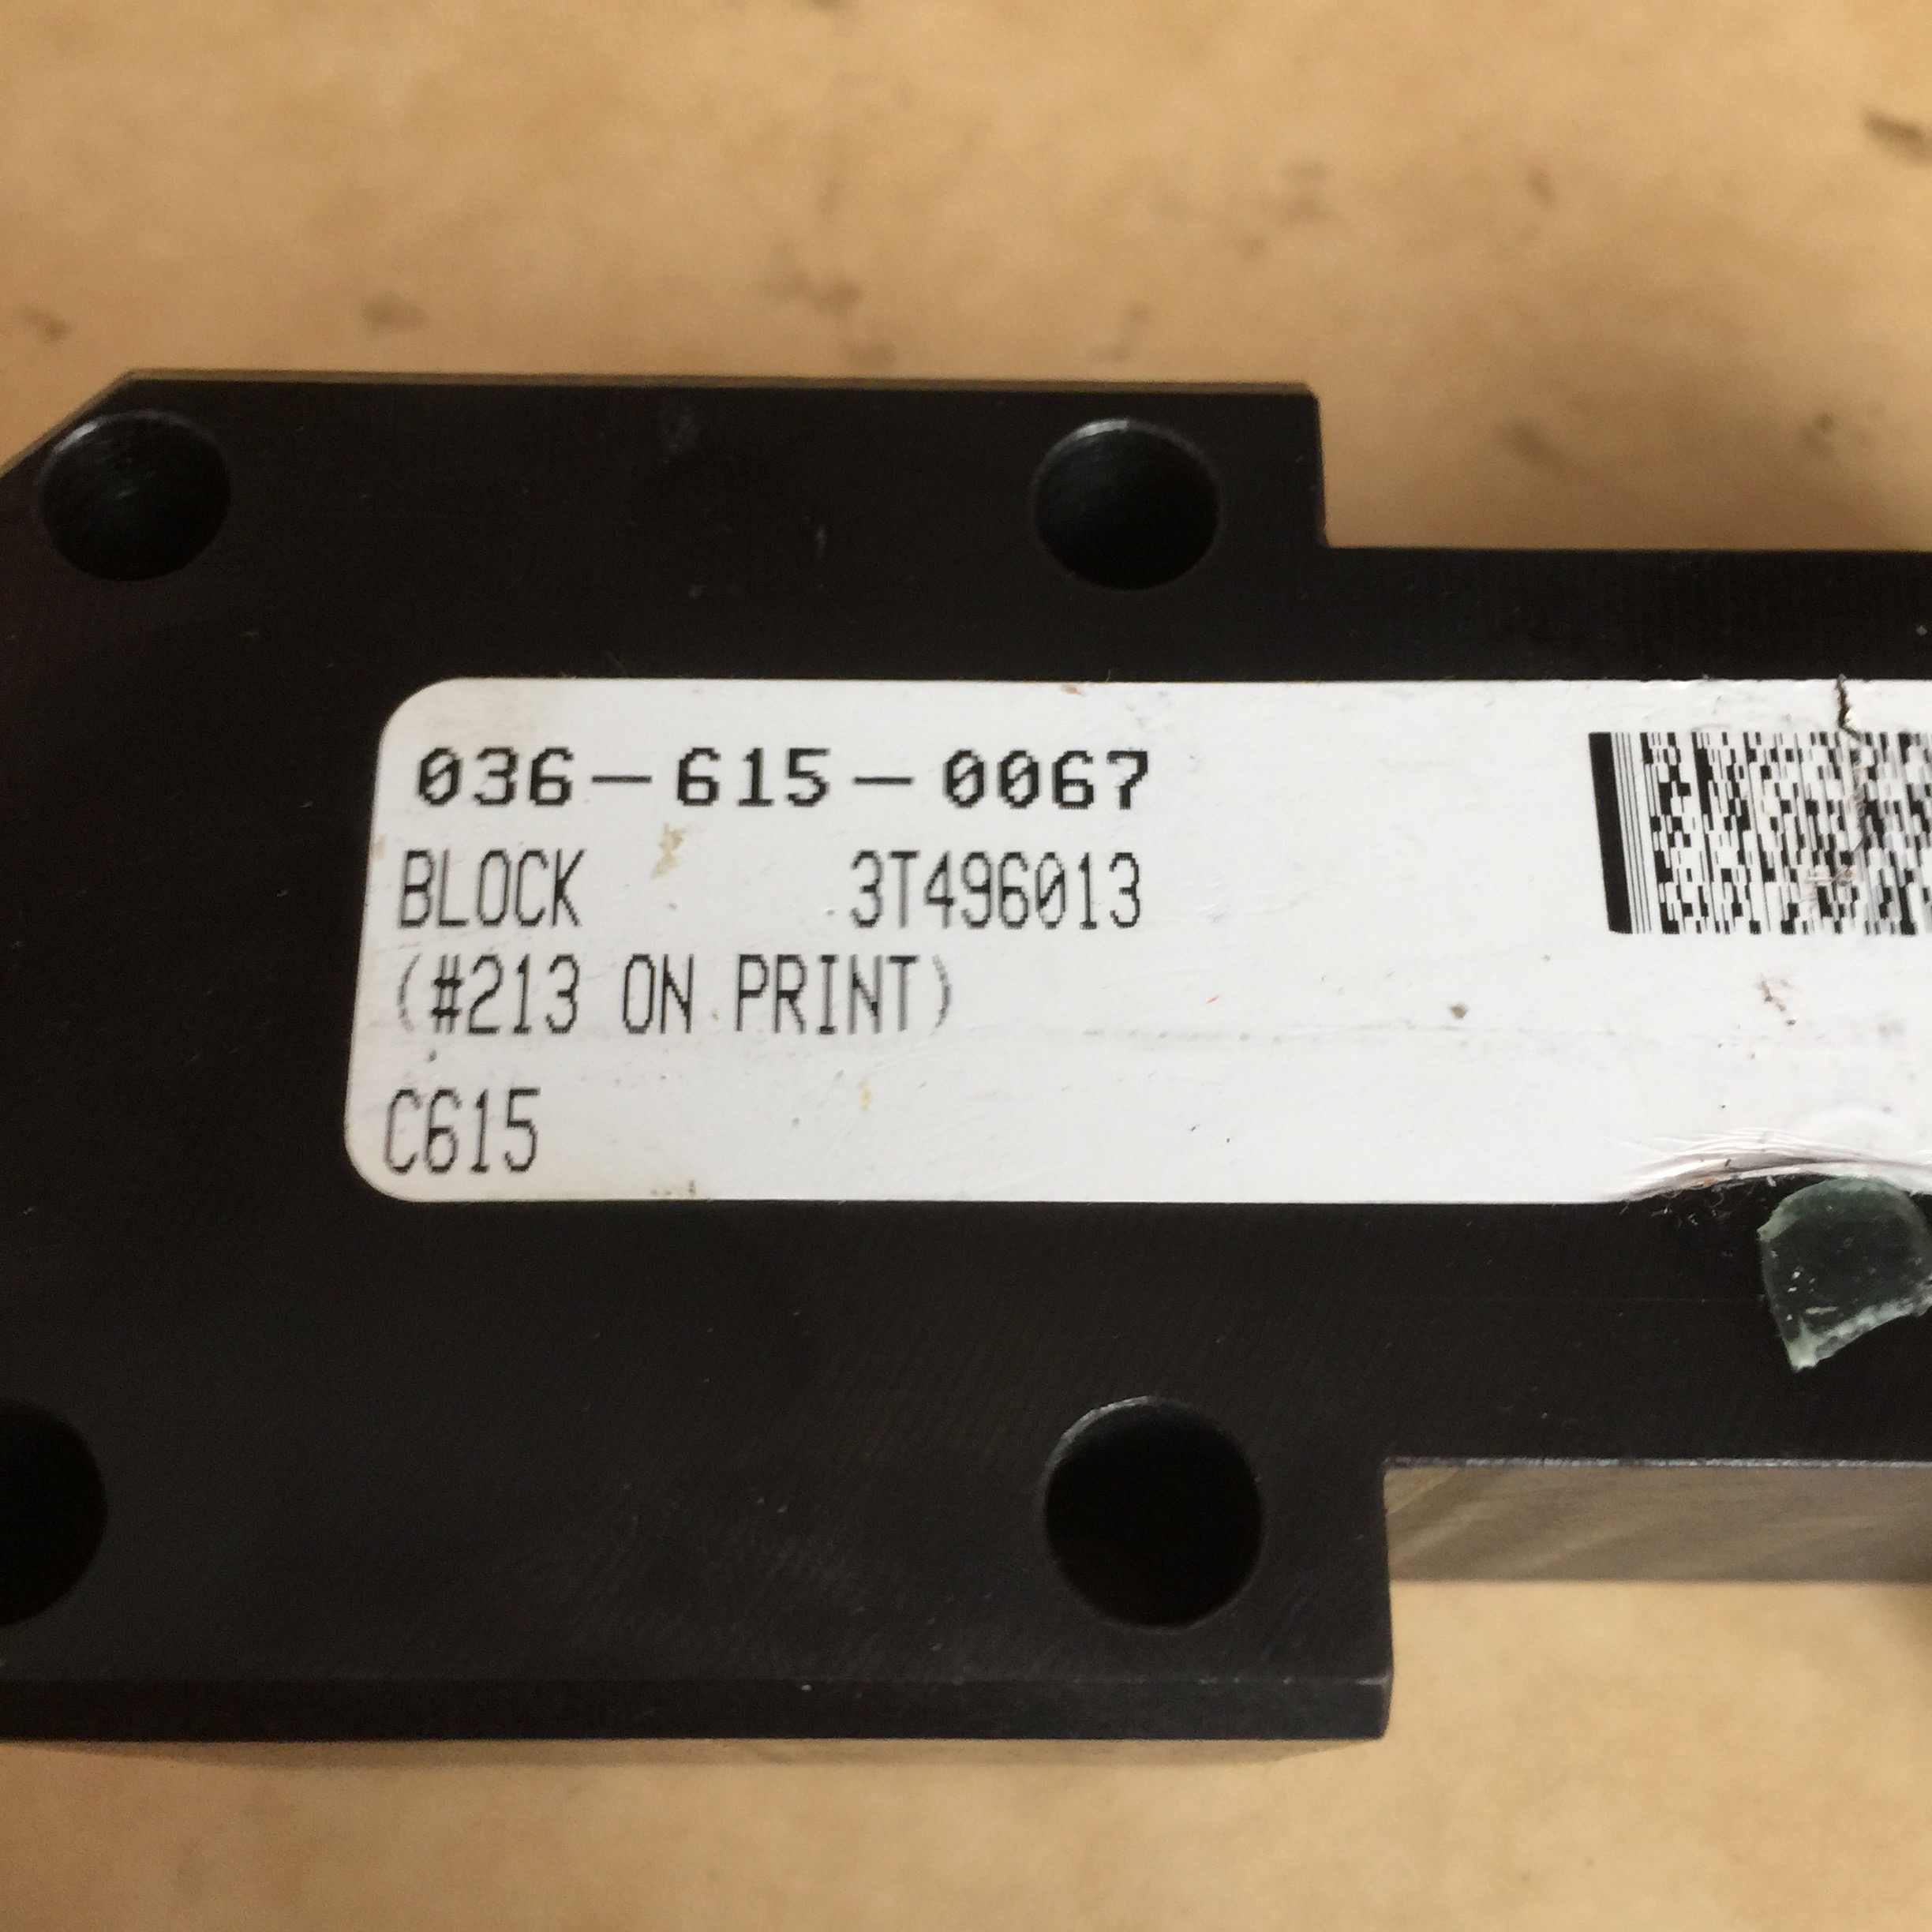 036-615-0067
BLOCK 3T496013
(#213 ON PRINT)
C615